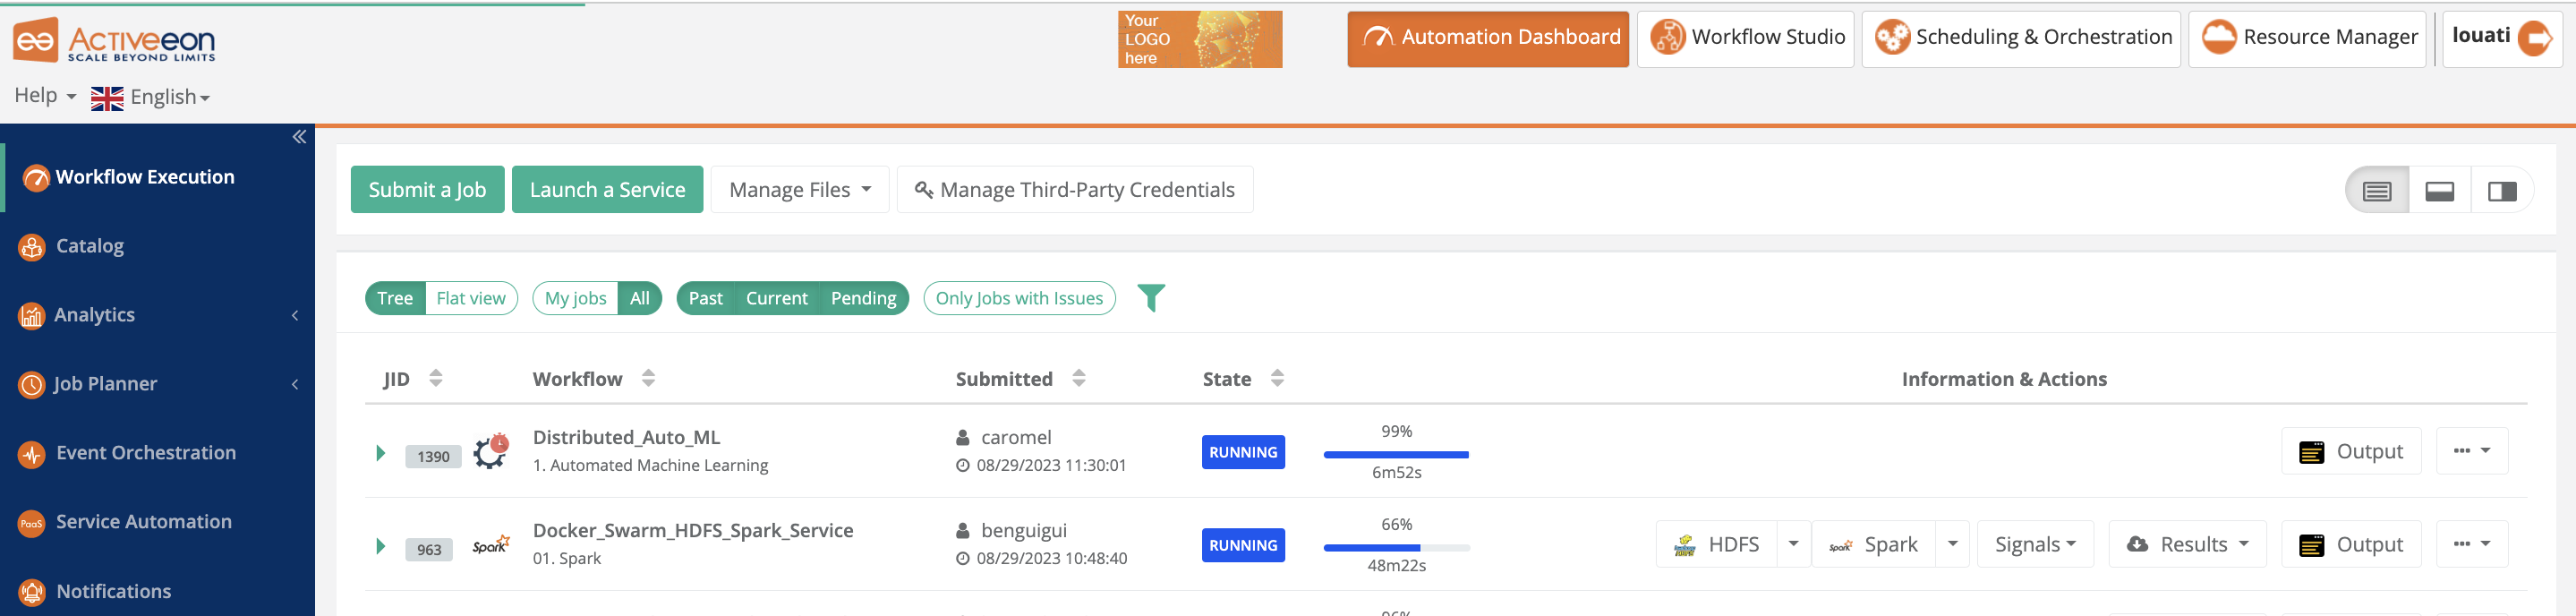 Activeeon
SCALE BEYOND LIMITS
Your
LOGO
here
Automation Dashboard
Workflow Studio
Scheduling & Orchestration
Resource Manager
louati
Help
English
Workflow Execution
Catalog
Analytics
Job Planner
Event Orchestration
PaaS
Service Automation
Notifications
Submit a Job
Launch a Service
Manage Files
Manage Third-Party Credentials
Tree
Flat view
My jobs
All
Past
Current
Pending
Only Jobs with Issues
JID
Workflow
Submitted
State
Information & Actions
1390
Distributed_Auto_ML
1. Automated Machine Learning
caromel
08/29/2023 11:30:01
RUNNING
99%
6m52s
Output
963
Spark
Docker_Swarm_HDFS_Spark_Service
01. Spark
benguigui
08/29/2023 10:48:40
RUNNING
66%
48m22s
HDFS
Spark
Spark
Signals
Results
Output